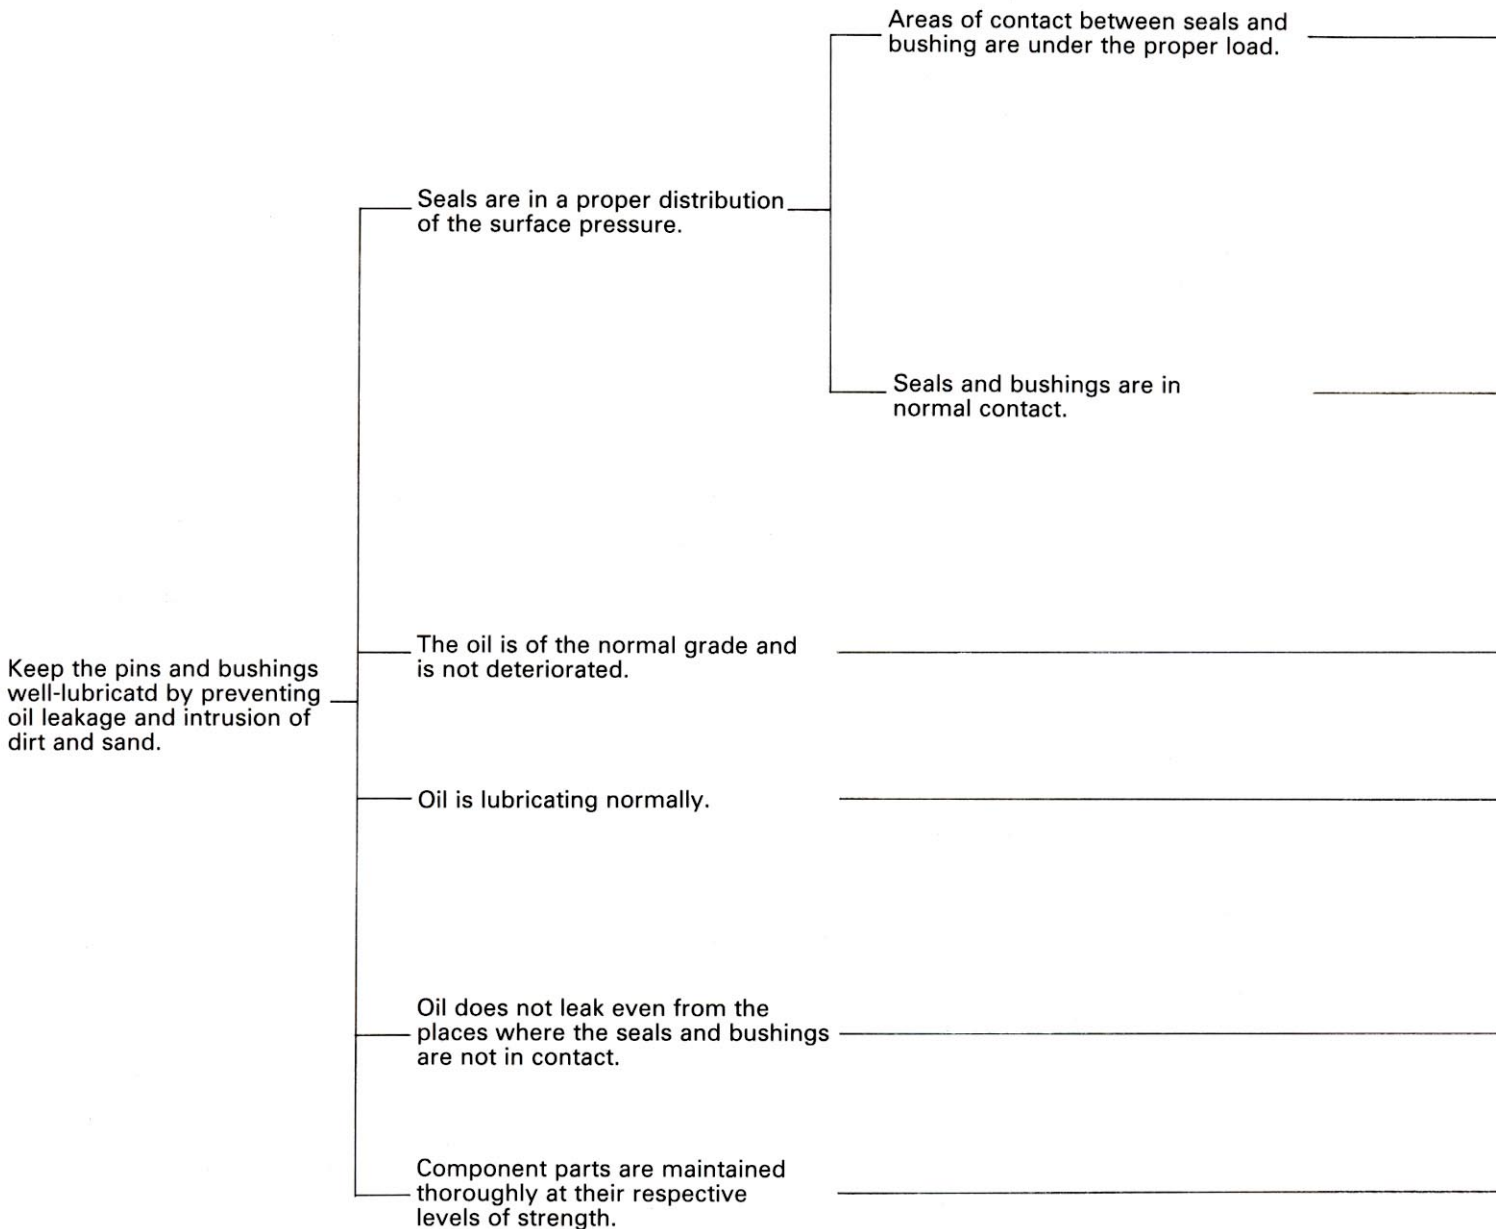 Areas of contact between seals and
bushing are under the proper load.
Seals are in a proper distribution
of the surface pressure.
Seals and bushings are in
normal contact.
The oil is of the normal grade and
is not deteriorated.
Keep the pins and bushings
well-lubricatd by preventing
oil leakage and intrusion of
dirt and sand.
Oil is lubricating normally.
Oil does not leak even from the
places where the seals and bushings
are not in contact.
Component parts are maintained
thoroughly at their respective
levels of strength.